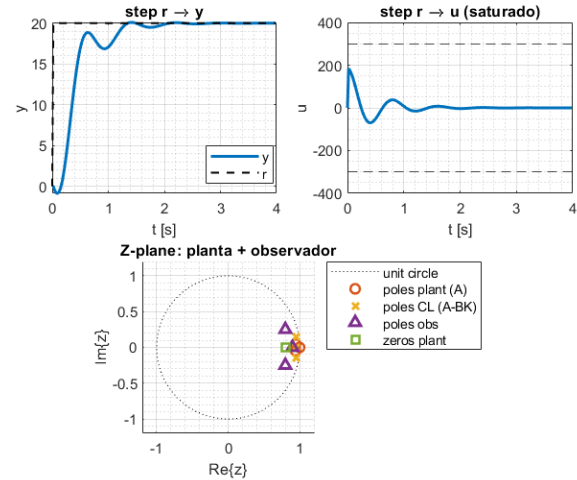 step r → y
20
15
10
5
0
y
0
1
2
3
4
t [s]
y
r
step r → u (saturado)
400
200
0
-200
-400
u
0
1
2
3
4
t [s]
Z-plane: planta + observador
1
0.5
0
-0.5
-1
Im{z}
-1
0
1
Re{z}
unit circle
poles plant (A)
poles CL (A-BK)
poles obs
zeros plant